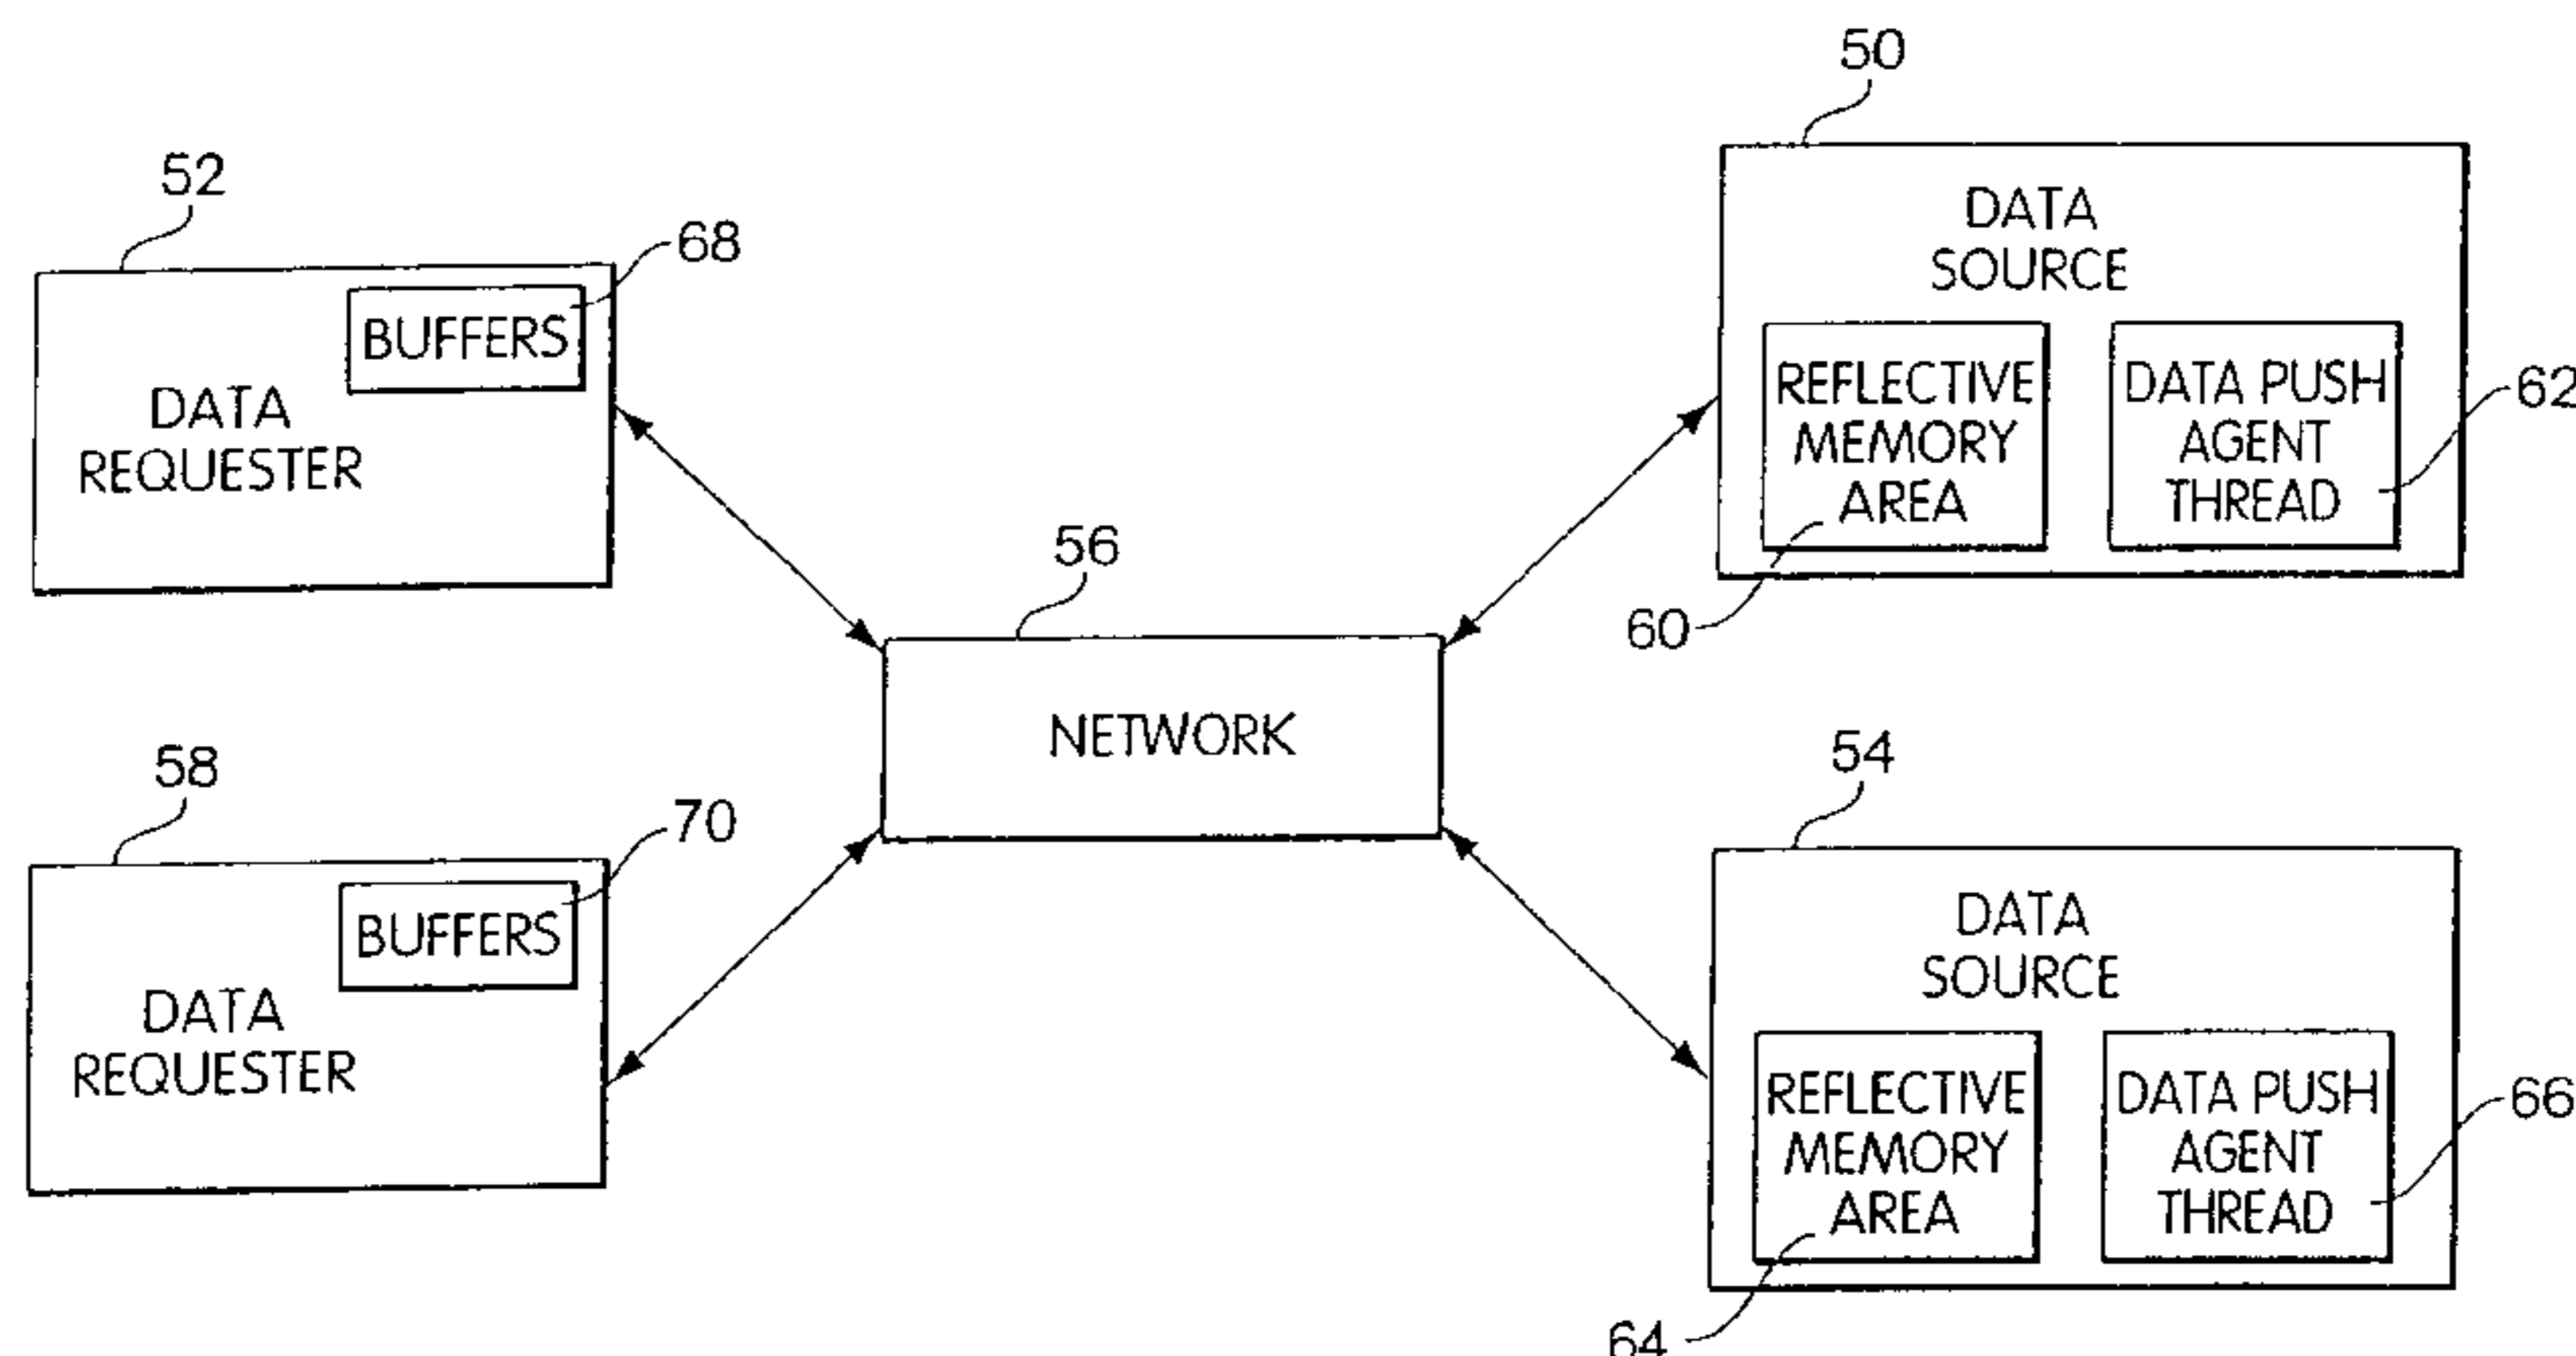 50
52
68
DATA
SOURCE
BUFFERS
REFLECTIVE
MEMORY
AREA
DATA PUSH
AGENT
THREAD
62
DATA
REQUESTER
56
60
NETWORK
58
54
70
BUFFERS
DATA
SOURCE
DATA
REQUESTER
REFLECTIVE
MEMORY
AREA
DATA PUSH
AGENT
THREAD
66
64